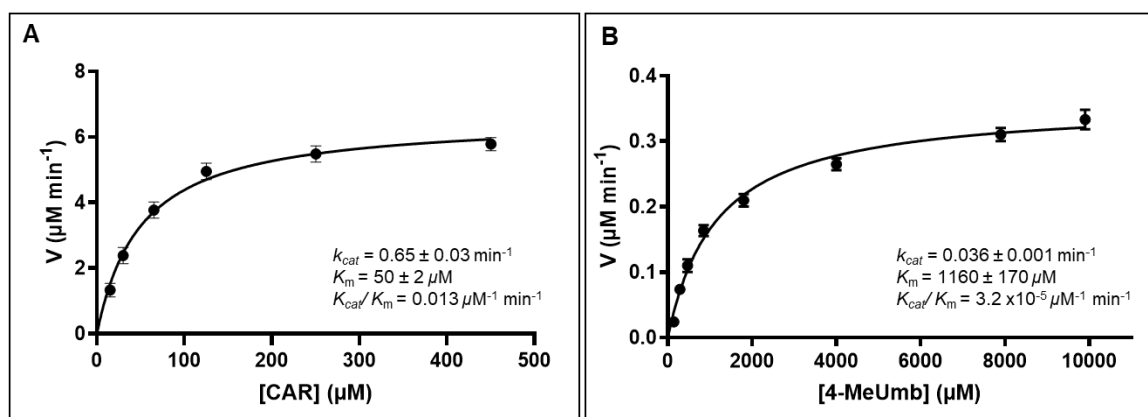 A
V (µM min⁻¹)
8
6
4
2
0
kcat = 0.65 ± 0.03 min⁻¹
Km = 50 ± 2 µM
Kcat/ Km = 0.013 µM⁻¹ min⁻¹
0 100 200 300 400 500
[CAR] (µM)
B
V (µM min⁻¹)
0.4
0.3
0.2
0.1
0.0
kcat = 0.036 ± 0.001 min⁻¹
Km = 1160 ± 170 µM
Kcat/ Km = 3.2 x10⁻⁵ µM⁻¹ min⁻¹
0 2000 4000 6000 8000 10000
[4-MeUmb] (µM)